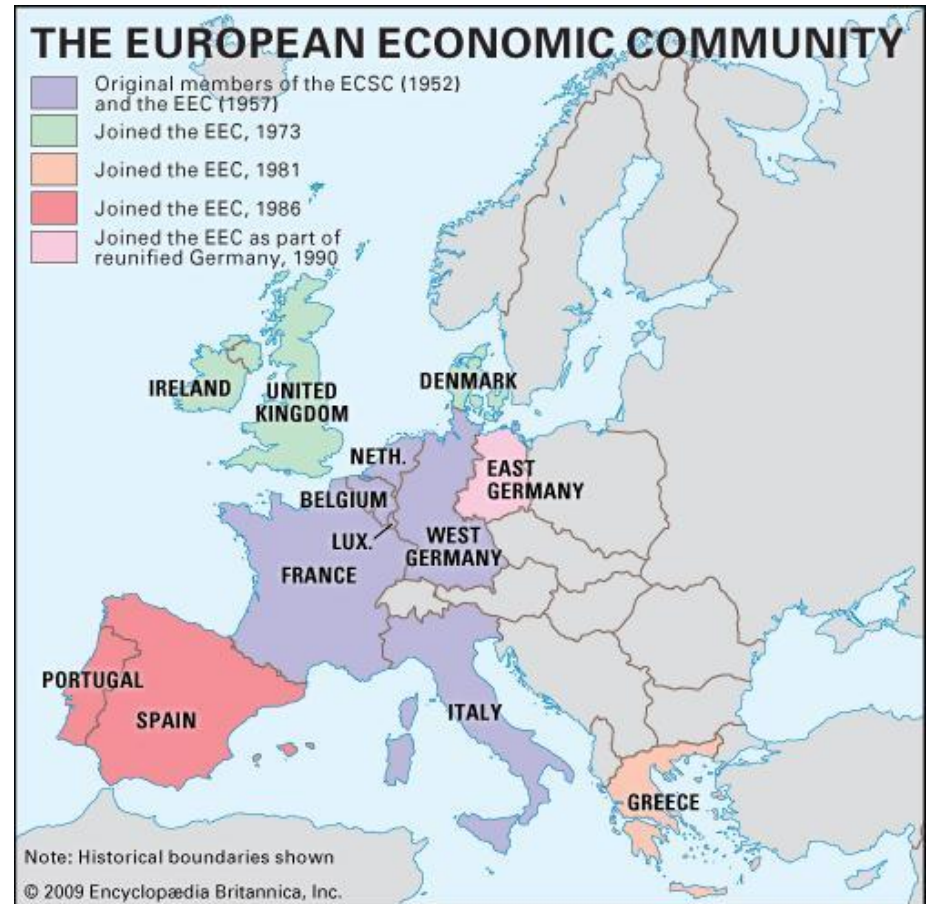 THE EUROPEAN ECONOMIC COMMUNITY
Original members of the ECSC (1952)
and the EEC (1957)
Joined the EEC, 1973
Joined the EEC, 1981
Joined the EEC, 1986
Joined the EEC as part of
reunified Germany, 1990
IRELAND
UNITED
KINGDOM
DENMARK
NETH.
EAST
GERMANY
BELGIUM
LUX.
WEST
GERMANY
FRANCE
PORTUGAL
SPAIN
ITALY
GREECE
Note: Historical boundaries shown
© 2009 Encyclopædia Britannica, Inc.